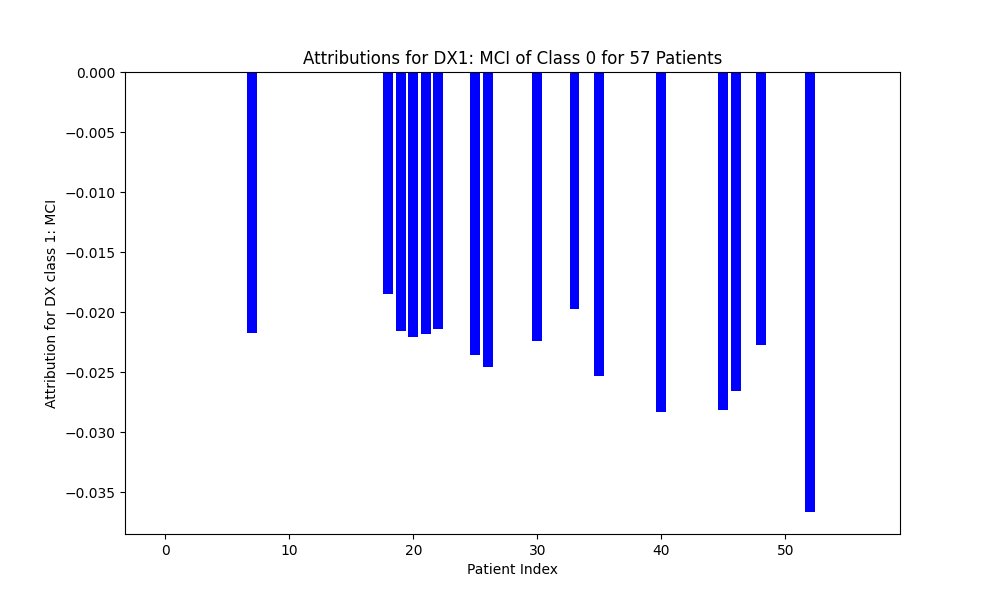 Attributions for DX1: MCI of Class 0 for 57 Patients
0.000
−0.005
−0.010
−0.015
−0.020
−0.025
−0.030
−0.035
Attribution for DX class 1: MCI
0 10 20 30 40 50
Patient Index